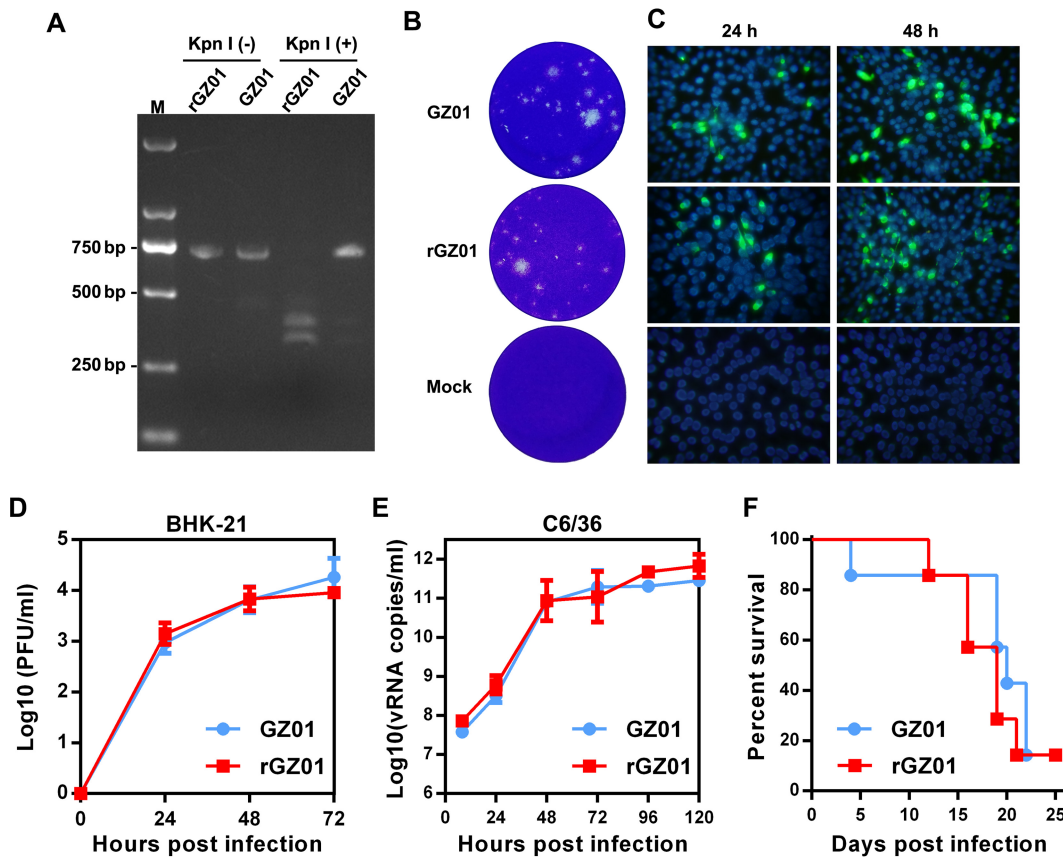 A
Kpn I (-) Kpn I (+)
M rGZ01 GZ01 rGZ01 GZ01
750 bp
500 bp
250 bp
B
GZ01
rGZ01
Mock
C
24 h 48 h
D
BHK-21
Log10 (PFU/ml)
5
4
3
2
1
0
0 24 48 72
Hours post infection
GZ01
rGZ01
E
C6/36
Log10(vRNA copies/ml)
12
11
10
9
8
7
6
0 24 48 72 96 120
Hours post infection
GZ01
rGZ01
F
Percent survival
100
80
60
40
20
0
0 5 10 15 20 25
Days post infection
GZ01
rGZ01